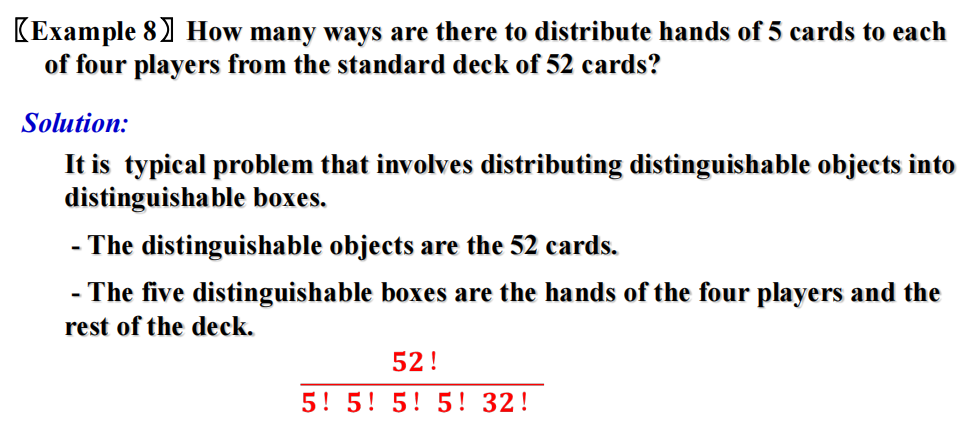 〖Example 8〗 How many ways are there to distribute hands of 5 cards to each
of four players from the standard deck of 52 cards?
Solution:
It is typical problem that involves distributing distinguishable objects into
distinguishable boxes.
- The distinguishable objects are the 52 cards.
- The five distinguishable boxes are the hands of the four players and the
rest of the deck.
52!
5! 5! 5! 5! 32!